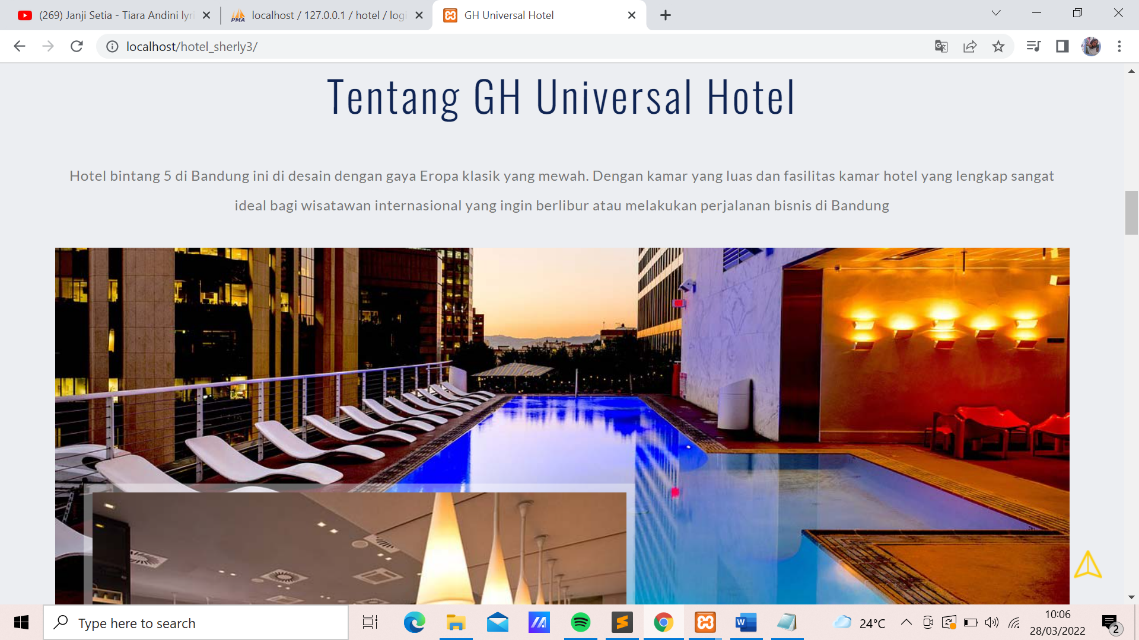 (269) Janji Setia - Tiara Andini lyri
localhost / 127.0.0.1 / hotel / log
GH Universal Hotel
localhost/hotel_sherly3/
Tentang GH Universal Hotel
Hotel bintang 5 di Bandung ini di desain dengan gaya Eropa klasik yang mewah. Dengan kamar yang luas dan fasilitas kamar hotel yang lengkap sangat
ideal bagi wisatawan internasional yang ingin berlibur atau melakukan perjalanan bisnis di Bandung
Type here to search
24°C
10:06
28/03/2022
2